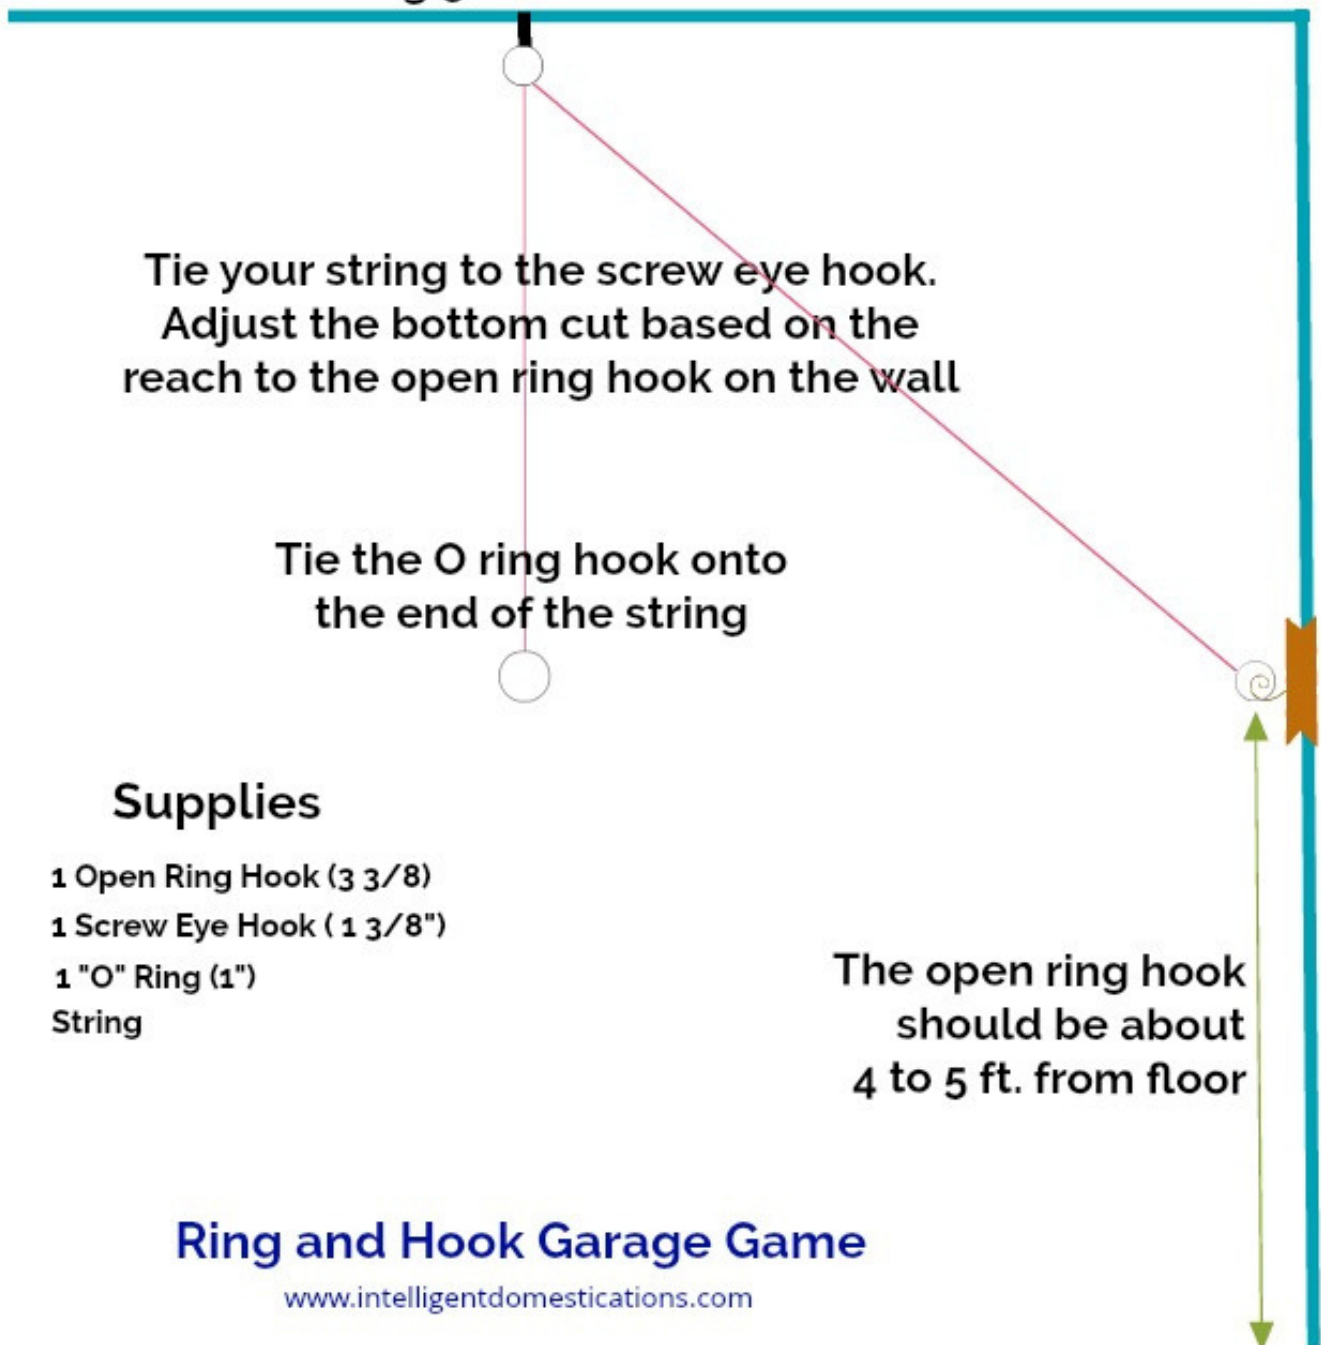 Tie your string to the screw eye hook.
Adjust the bottom cut based on the
reach to the open ring hook on the wall
Tie the O ring hook onto
the end of the string
Supplies
1 Open Ring Hook (3 3/8)
1 Screw Eye Hook ( 1 3/8")
1 "O" Ring (1")
String
The open ring hook
should be about
4 to 5 ft. from floor
Ring and Hook Garage Game
www.intelligentdomestications.com